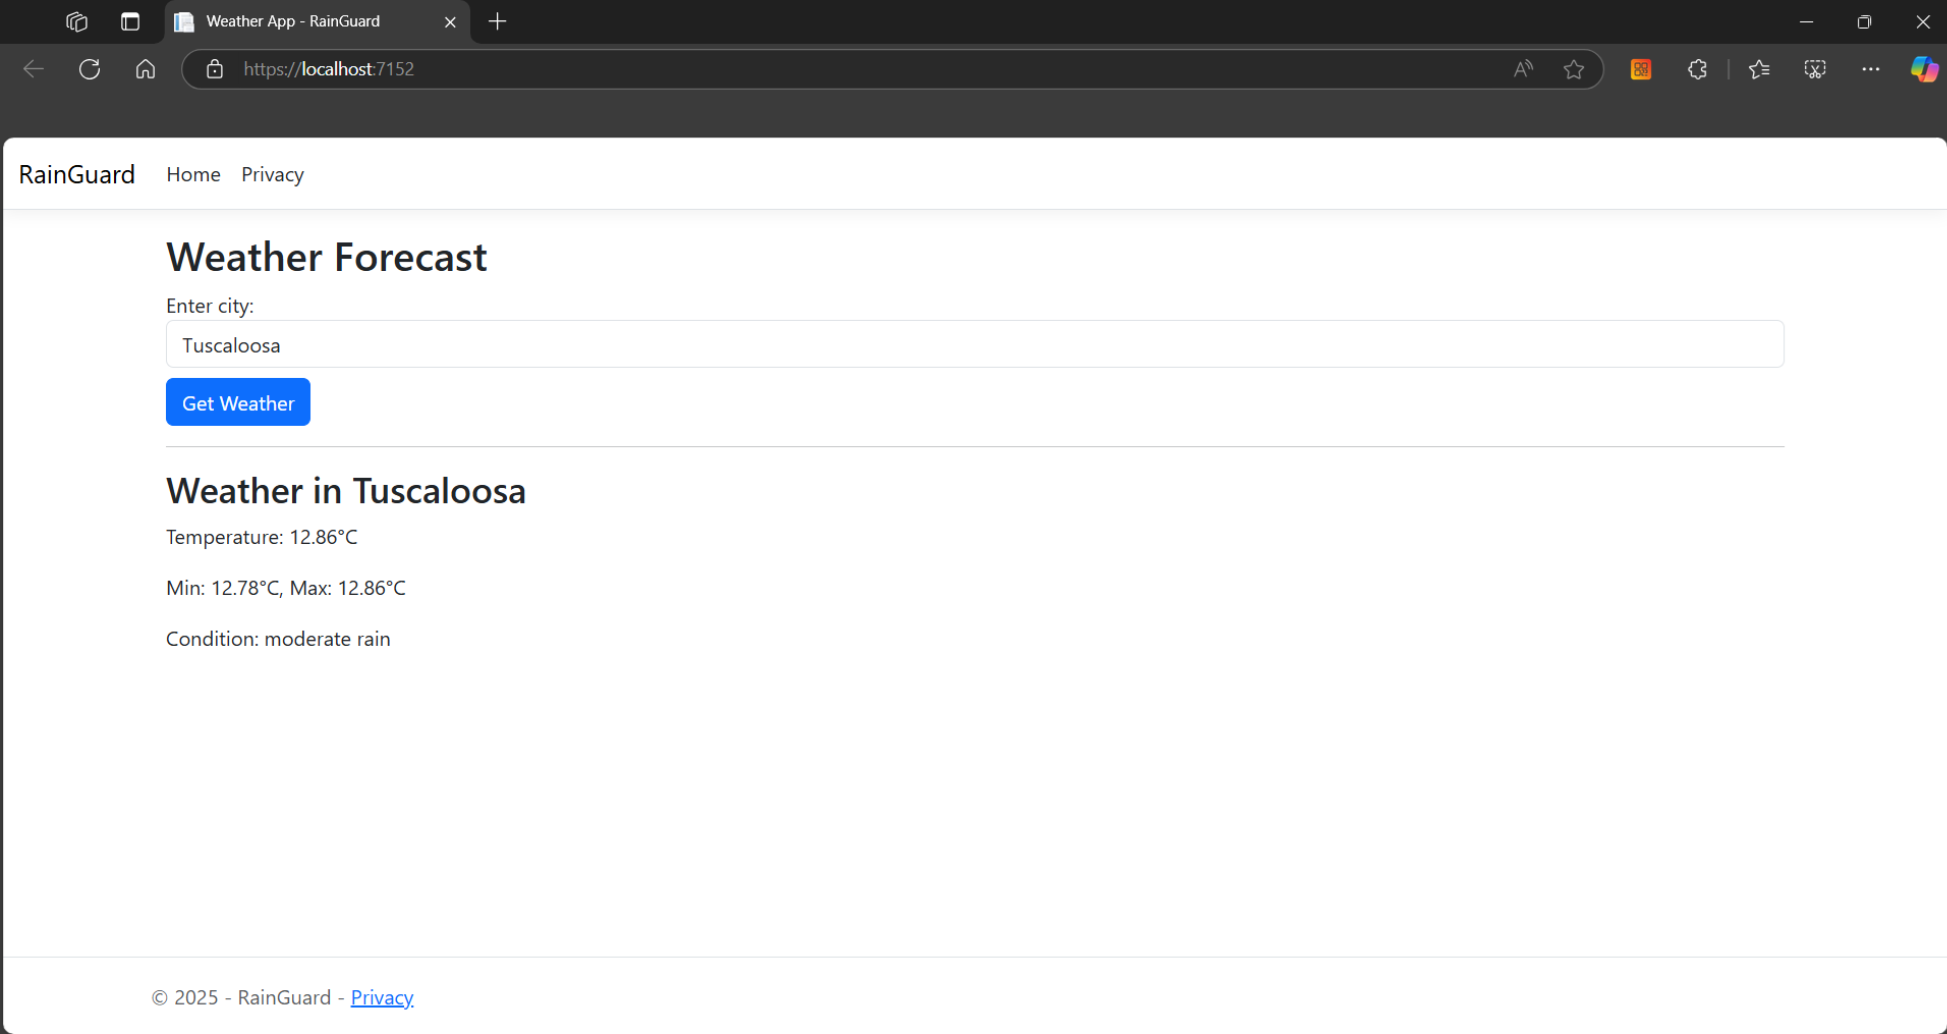 Weather App - RainGuard
https://localhost:7152
RainGuard Home Privacy
Weather Forecast
Enter city:
Tuscaloosa
Get Weather
Weather in Tuscaloosa
Temperature: 12.86°C
Min: 12.78°C, Max: 12.86°C
Condition: moderate rain
© 2025 - RainGuard - Privacy